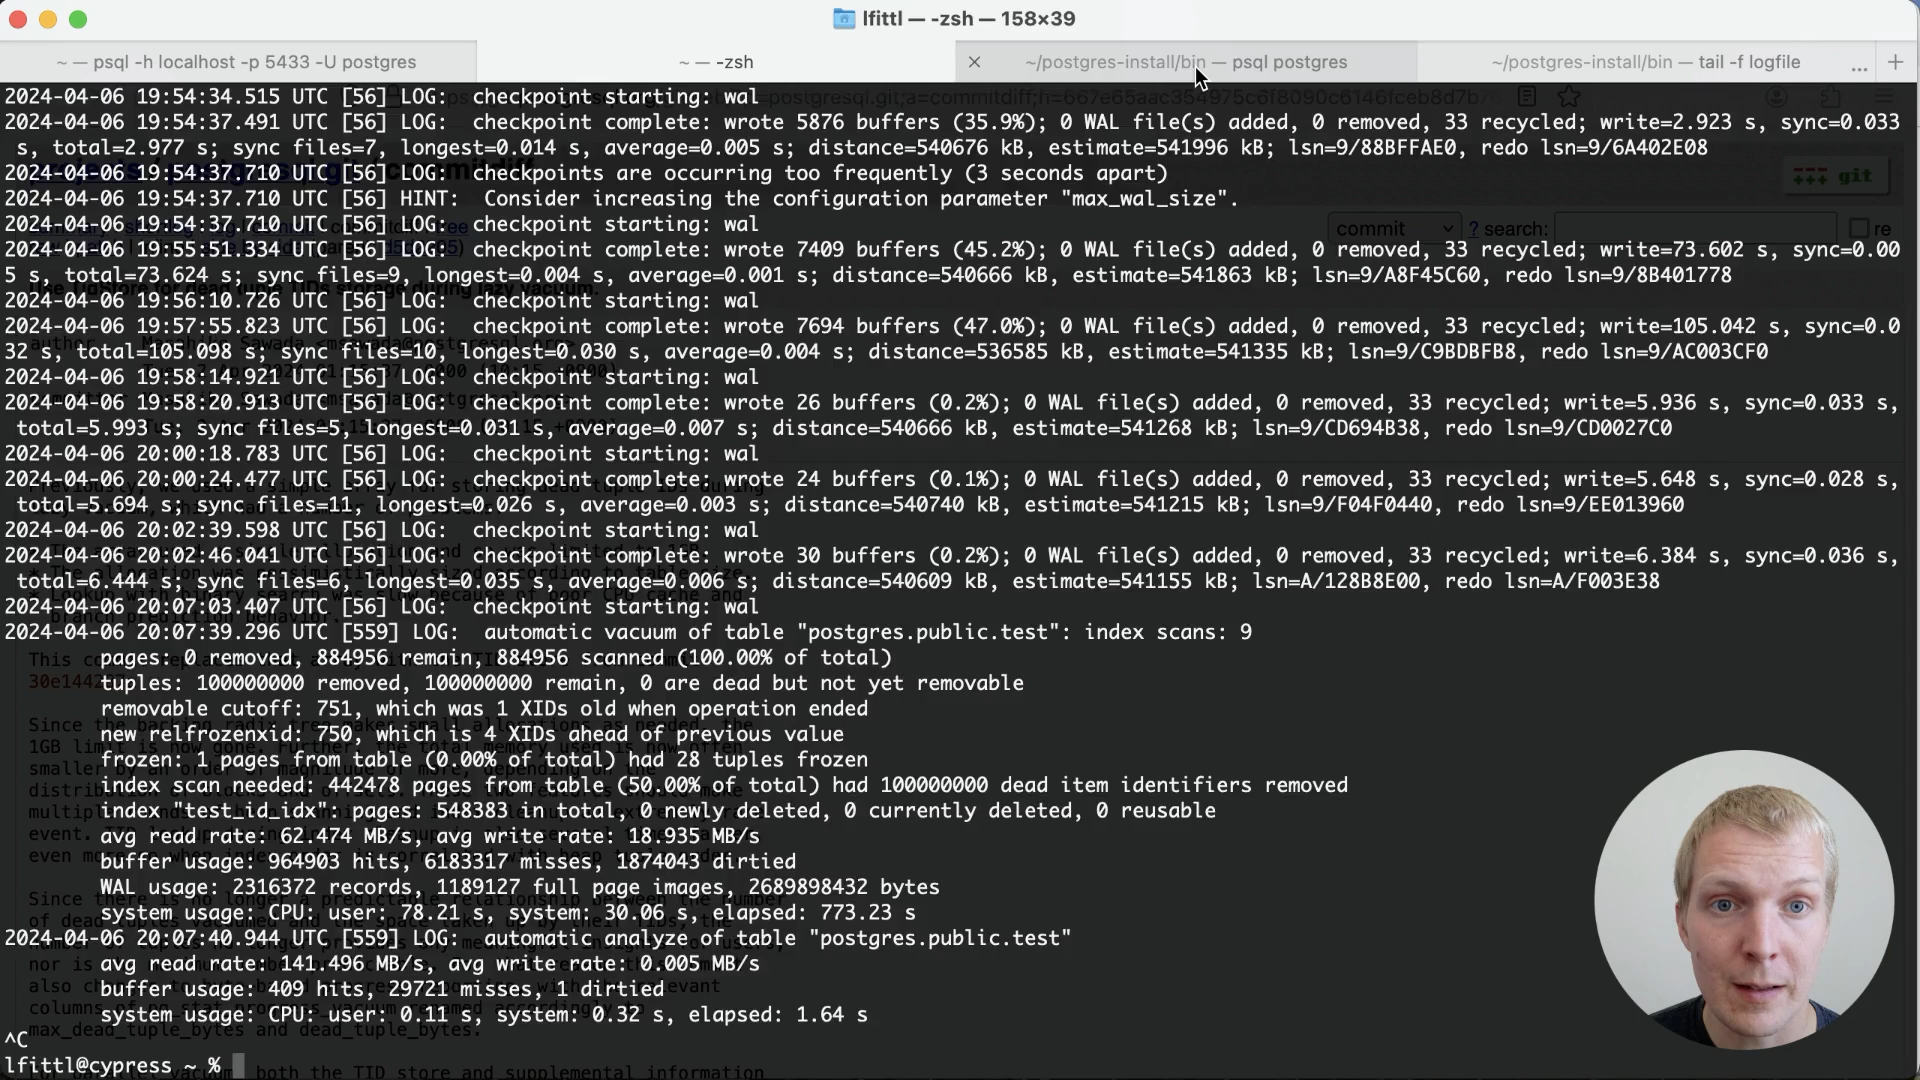 lfittl — -zsh — 158×39
~ — psql -h localhost -p 5433 -U postgres
~ — -zsh
~/postgres-install/bin — psql postgres
~/postgres-install/bin — tail -f logfile
...
2024-04-06 19:54:34.515 UTC [56] LOG:  checkpoint starting: wal
2024-04-06 19:54:37.491 UTC [56] LOG:  checkpoint complete: wrote 5876 buffers (35.9%); 0 WAL file(s) added, 0 removed, 33 recycled; write=2.923 s, sync=0.033
s, total=2.977 s; sync files=7, longest=0.014 s, average=0.005 s; distance=540676 kB, estimate=541996 kB; lsn=9/88BFFAE0, redo lsn=9/6A402E08
2024-04-06 19:54:37.710 UTC [56] LOG:  checkpoints are occurring too frequently (3 seconds apart)
2024-04-06 19:54:37.710 UTC [56] HINT:  Consider increasing the configuration parameter "max_wal_size".
2024-04-06 19:54:37.710 UTC [56] LOG:  checkpoint starting: wal
2024-04-06 19:55:51.334 UTC [56] LOG:  checkpoint complete: wrote 7409 buffers (45.2%); 0 WAL file(s) added, 0 removed, 33 recycled; write=73.602 s, sync=0.00
5 s, total=73.624 s; sync files=9, longest=0.004 s, average=0.001 s; distance=540666 kB, estimate=541863 kB; lsn=9/A8F45C60, redo lsn=9/8B401778
2024-04-06 19:56:10.726 UTC [56] LOG:  checkpoint starting: wal
2024-04-06 19:57:55.823 UTC [56] LOG:  checkpoint complete: wrote 7694 buffers (47.0%); 0 WAL file(s) added, 0 removed, 33 recycled; write=105.042 s, sync=0.0
32 s, total=105.098 s; sync files=10, longest=0.030 s, average=0.004 s; distance=536585 kB, estimate=541335 kB; lsn=9/C9BDBFB8, redo lsn=9/AC003CF0
2024-04-06 19:58:14.921 UTC [56] LOG:  checkpoint starting: wal
2024-04-06 19:58:20.913 UTC [56] LOG:  checkpoint complete: wrote 26 buffers (0.2%); 0 WAL file(s) added, 0 removed, 33 recycled; write=5.936 s, sync=0.033 s,
total=5.993 s; sync files=5, longest=0.031 s, average=0.007 s; distance=540666 kB, estimate=541268 kB; lsn=9/CD694B38, redo lsn=9/CD0027C0
2024-04-06 20:00:18.783 UTC [56] LOG:  checkpoint starting: wal
2024-04-06 20:00:24.477 UTC [56] LOG:  checkpoint complete: wrote 24 buffers (0.1%); 0 WAL file(s) added, 0 removed, 33 recycled; write=5.648 s, sync=0.028 s,
total=5.694 s; sync files=11, longest=0.026 s, average=0.003 s; distance=540740 kB, estimate=541215 kB; lsn=9/F04F0440, redo lsn=9/EE013960
2024-04-06 20:02:39.598 UTC [56] LOG:  checkpoint starting: wal
2024-04-06 20:02:46.041 UTC [56] LOG:  checkpoint complete: wrote 30 buffers (0.2%); 0 WAL file(s) added, 0 removed, 33 recycled; write=6.384 s, sync=0.036 s,
total=6.444 s; sync files=6, longest=0.035 s, average=0.006 s; distance=540609 kB, estimate=541155 kB; lsn=A/128B8E00, redo lsn=A/F003E38
2024-04-06 20:07:03.407 UTC [56] LOG:  checkpoint starting: wal
2024-04-06 20:07:39.296 UTC [559] LOG:  automatic vacuum of table "postgres.public.test": index scans: 9
pages: 0 removed, 884956 remain, 884956 scanned (100.00% of total)
tuples: 100000000 removed, 100000000 remain, 0 are dead but not yet removable
removable cutoff: 751, which was 1 XIDs old when operation ended
new relfrozenxid: 750, which is 4 XIDs ahead of previous value
frozen: 1 pages from table (0.00% of total) had 28 tuples frozen
index scan needed: 442478 pages from table (50.00% of total) had 100000000 dead item identifiers removed
index "test_id_idx": pages: 548383 in total, 0 newly deleted, 0 currently deleted, 0 reusable
avg read rate: 62.474 MB/s, avg write rate: 18.935 MB/s
buffer usage: 964903 hits, 6183317 misses, 1874043 dirtied
WAL usage: 2316372 records, 1189127 full page images, 2689898432 bytes
system usage: CPU: user: 78.21 s, system: 30.06 s, elapsed: 773.23 s
2024-04-06 20:07:40.944 UTC [559] LOG:  automatic analyze of table "postgres.public.test"
avg read rate: 141.496 MB/s, avg write rate: 0.005 MB/s
buffer usage: 409 hits, 29721 misses, 1 dirtied
system usage: CPU: user: 0.11 s, system: 0.32 s, elapsed: 1.64 s
^C
lfittl@cypress ~ %
git
commit
? search:
re
both the TID store and supplemental information